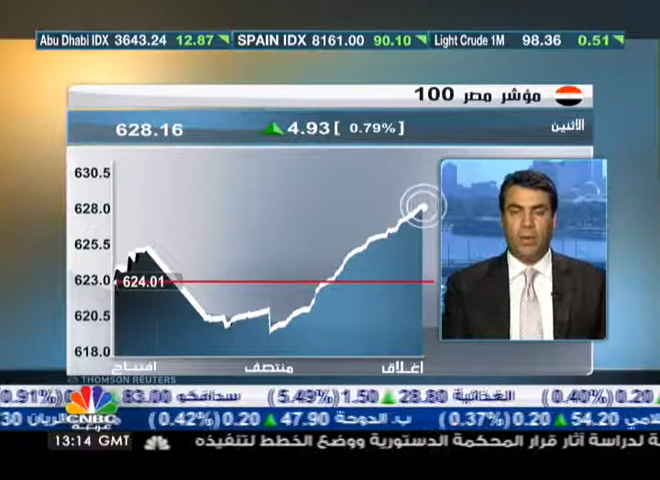 Abu Dhabi IDX 3643.24 12.87 SPAIN IDX 8161.00 90.10 Light Crude 1M 98.36 0.51
مؤشر مصر 100
الاثنين
628.16 4.93[ 0.79%]
630.5
628.0
625.5
623.0
624.01
620.5
618.0
افتتاح منتصف إغلاق
THOMSON REUTERS
0.20 (0.40%) الغذائية 28.80 1.50 (5.49%) سدافكو 83.00 0.91%)
54.20 0.20 (0.37%) ب. الدوحة 47.90 0.20 (0.42%) الريان 30
CNBC
عربية
13:14 GMT
لدراسة آثار قرار المحكمة الدستورية ووضع الخطط لتنفيذه